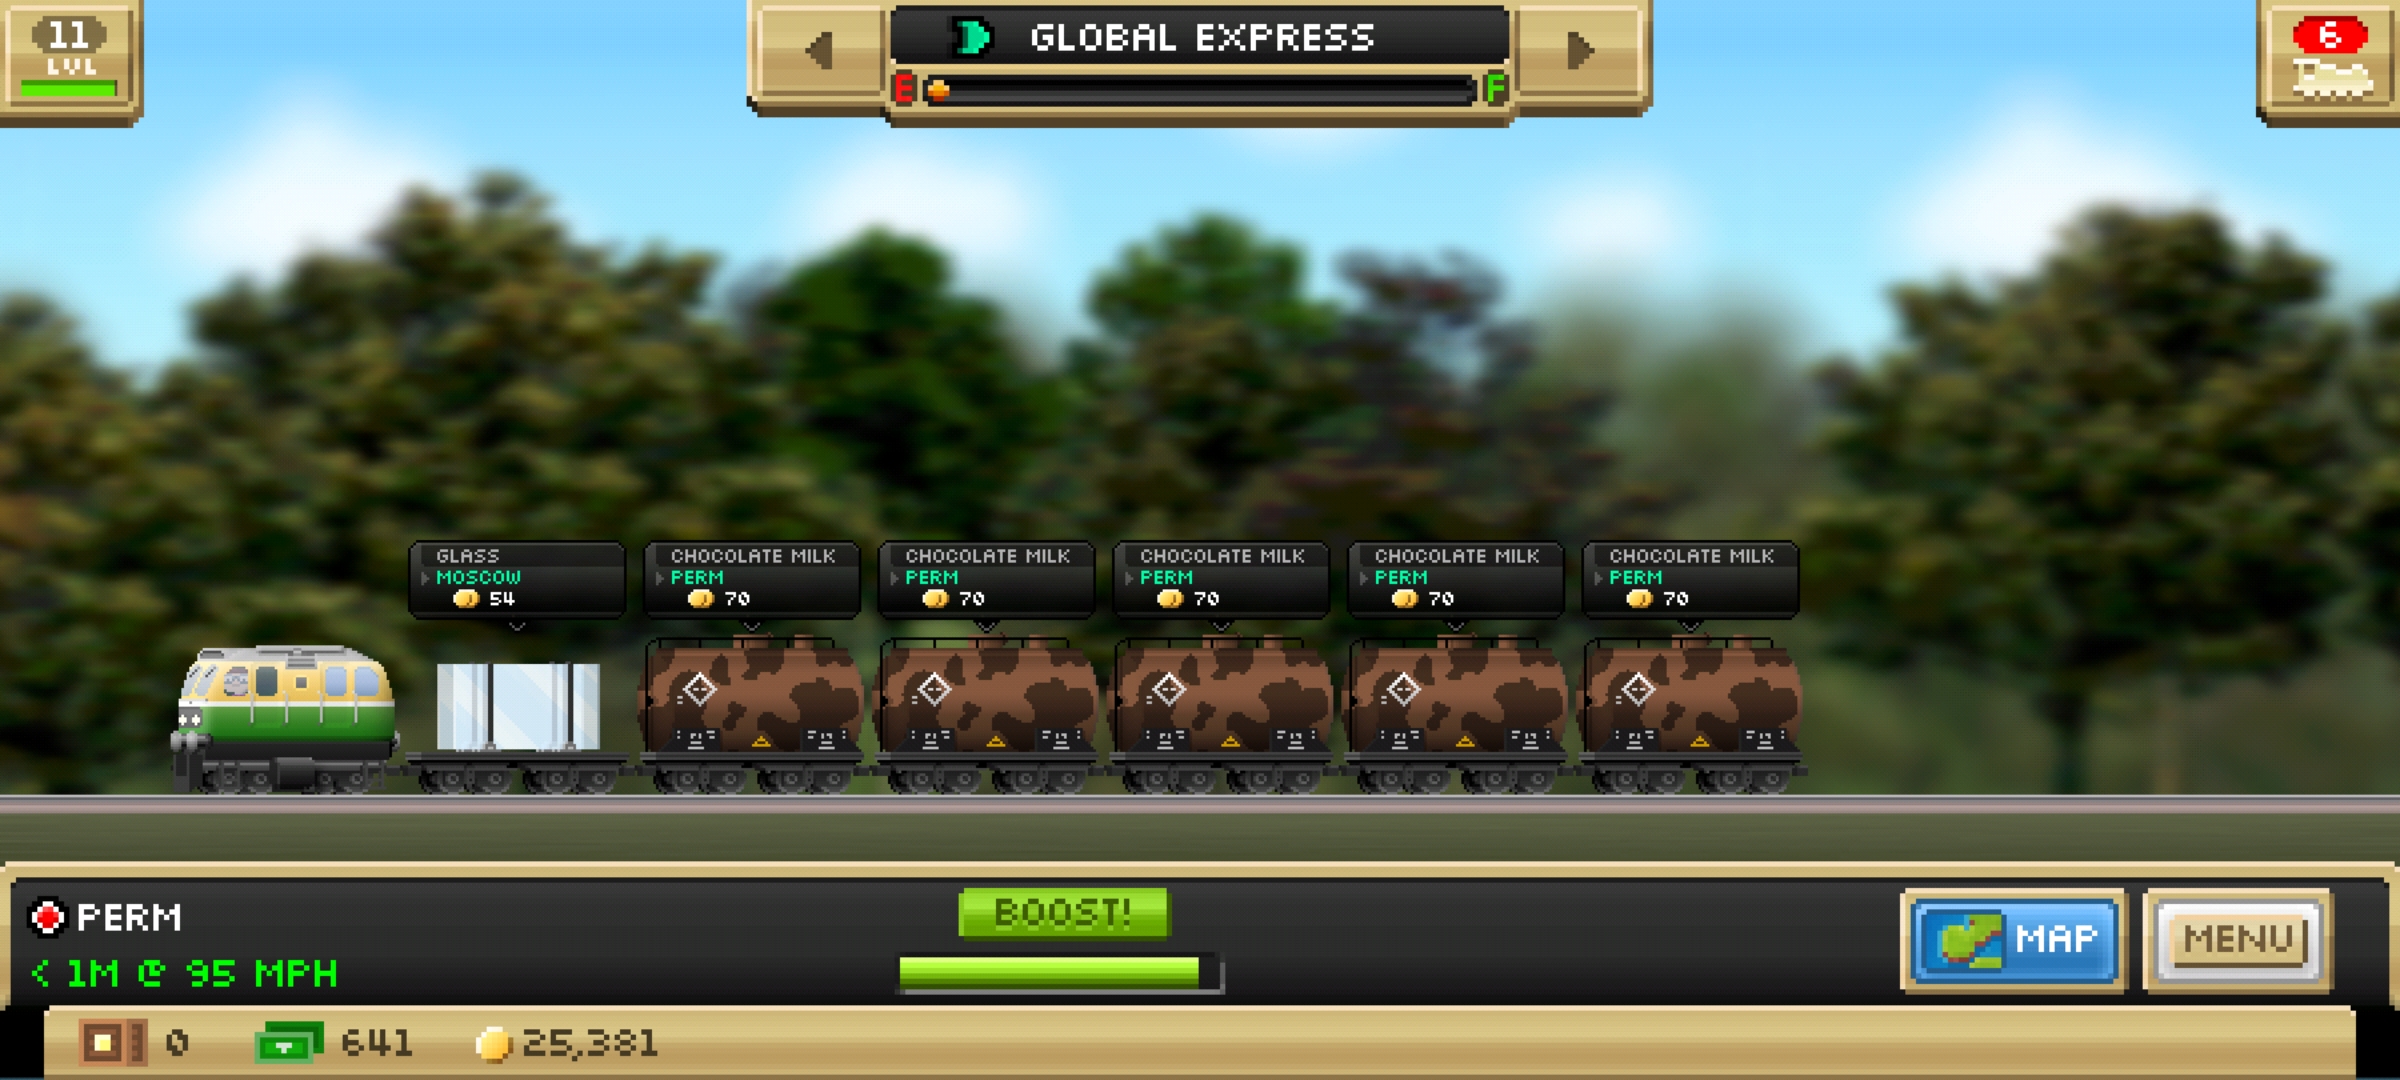 11
LVL
GLOBAL EXPRESS
E F
6
GLASS
MOSCOW
54
CHOCOLATE MILK
PERM
70
CHOCOLATE MILK
PERM
70
CHOCOLATE MILK
PERM
70
CHOCOLATE MILK
PERM
70
CHOCOLATE MILK
PERM
70
PERM
< 1M @ 95 MPH
BOOST!
MAP
MENU
0 641 25,381